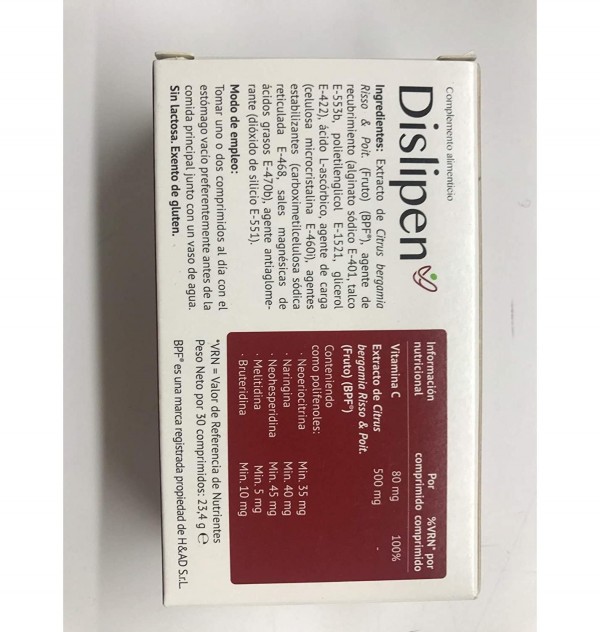 Complemento alimenticio
Dislipen
Ingredientes: Extracto de Citrus bergamia
Risso & Poit. (Fruto) (BPF®), agente de
recubrimiento (alginato sódico E-401, talco
E-553b, polietilenglicol E-1521, glicerol
E-422), ácido L-ascórbico, agente de carga
(celulosa microcristalina E-460i), agentes
estabilizantes (carboximetilcelulosa sódica
reticulada E-468, sales magnésicas de
ácidos grasos E-470b), agente antiaglome-
rante (dióxido de silicio E-551).
Modo de empleo:
Tomar uno o dos comprimidos al día con el
estómago vacío preferentemente antes de la
comida principal junto con un vaso de agua.
Sin lactosa. Exento de gluten.
Información Por %VRN* por
nutricional comprimido comprimido
Vitamina C 80 mg 100%
Extracto de Citrus 500 mg -
bergamia Risso & Poit.
(Fruto) (BPF®)
Conteniendo
como polifenoles:
· Neoeriocitrina Min. 35 mg
· Naringina Min. 40 mg
· Neohesperidina Min. 45 mg
· Melitidina Min. 5 mg
· Bruteridina Min. 10 mg
*VRN = Valor de Referencia de Nutrientes
Peso Neto por 30 comprimidos: 23,4 g ℮
BPF® es una marca registrada propiedad de H&AD S.r.L.